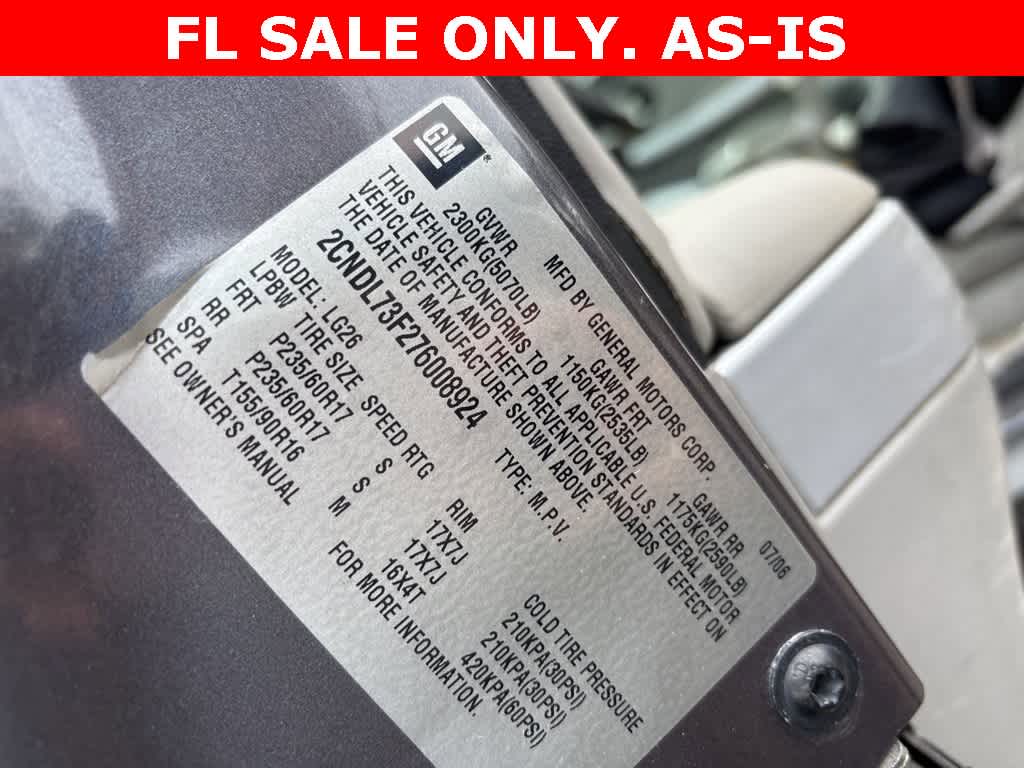 FL SALE ONLY. AS-IS
GM
MFD BY GENERAL MOTORS CORP. 07/06
GVWR GAWR FRT GAWR RR
2300KG(5070LB) 1150KG(2535LB) 1175KG(2590LB)
THIS VEHICLE CONFORMS TO ALL APPLICABLE U.S. FEDERAL MOTOR
VEHICLE SAFETY AND THEFT PREVENTION STANDARDS IN EFFECT ON
THE DATE OF MANUFACTURE SHOWN ABOVE.
2CNDL73F276008924 TYPE: M.P.V.
MODEL: LG26
LPBW TIRE SIZE SPEED RTG RIM COLD TIRE PRESSURE
FRT P235/60R17 S 17X7J 210KPA(30PSI)
RR P235/60R17 S 17X7J 210KPA(30PSI)
SPA T155/90R16 M 16X4T 420KPA(60PSI)
SEE OWNER'S MANUAL FOR MORE INFORMATION.